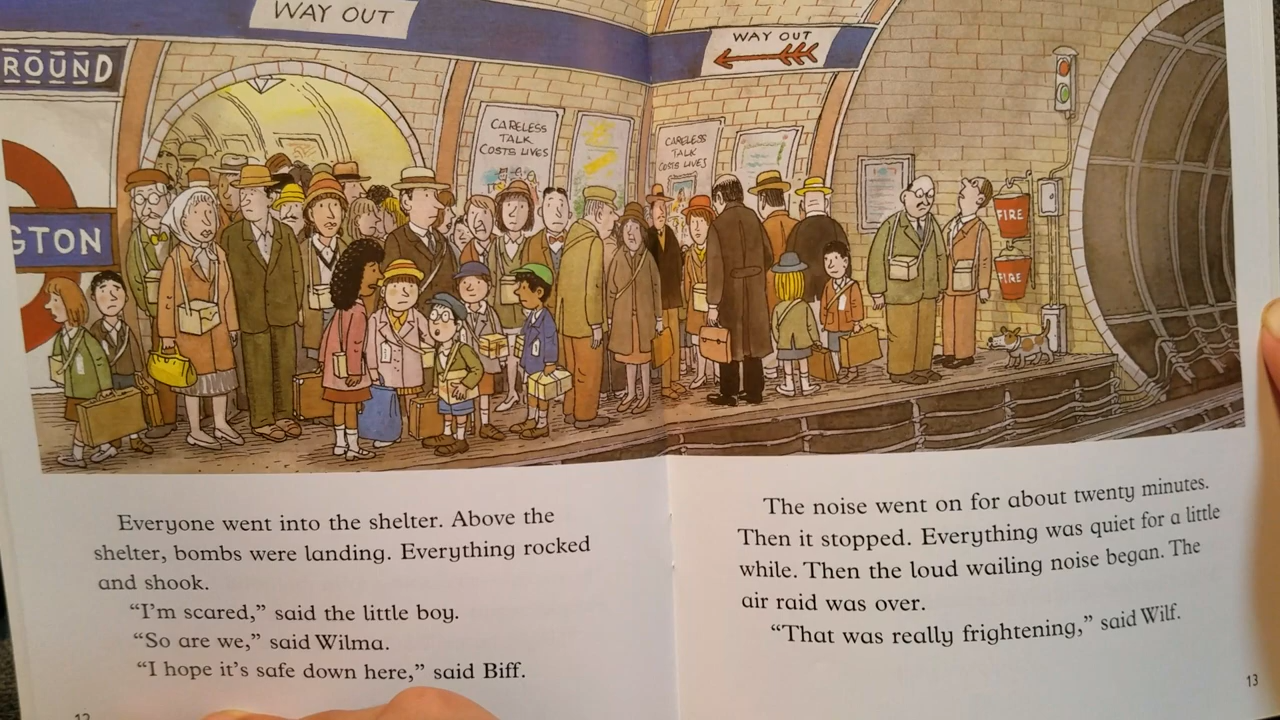 WAY OUT
WAY OUT
ROUND
GTON
CARELESS
TALK
COSTS LIVES
CARELESS
TALK
COSTS LIVES
FIRE
FIRE
Everyone went into the shelter. Above the
shelter, bombs were landing. Everything rocked
and shook.
“I’m scared,” said the little boy.
“So are we,” said Wilma.
“I hope it’s safe down here,” said Biff.
12
The noise went on for about twenty minutes.
Then it stopped. Everything was quiet for a little
while. Then the loud wailing noise began. The
air raid was over.
“That was really frightening,” said Wilf.
13